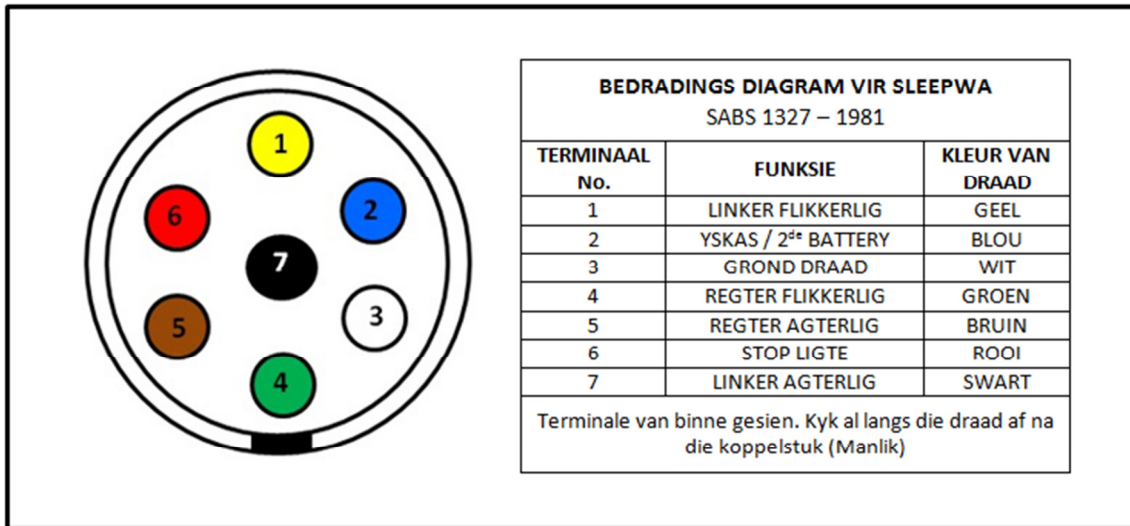 1
2
3
4
5
6
7
BEDRADINGS DIAGRAM VIR SLEEPWA
SABS 1327 – 1981
TERMINAAL No. FUNKSIE KLEUR VAN DRAAD
1 LINKER FLIKKERLIG GEEL
2 YSKAS / 2de BATTERY BLOU
3 GROND DRAAD WIT
4 REGTER FLIKKERLIG GROEN
5 REGTER AGTERLIG BRUIN
6 STOP LIGTE ROOI
7 LINKER AGTERLIG SWART
Terminale van binne gesien. Kyk al langs die draad af na
die koppelstuk (Manlik)